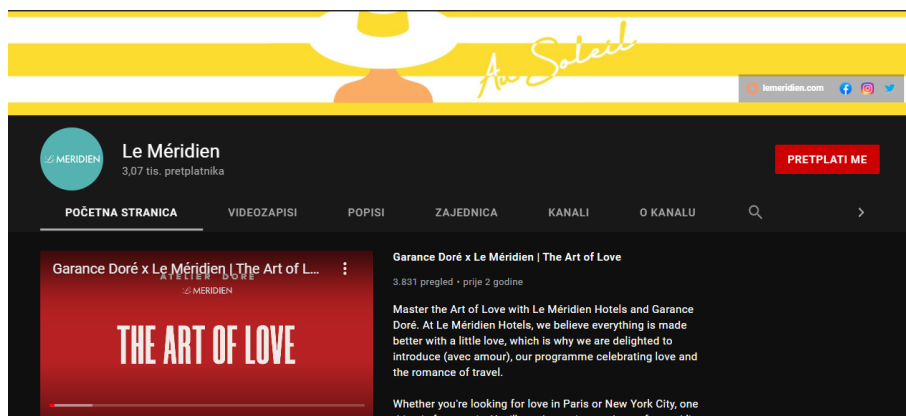 Au Soleil.
lemeridien.com
Le MERIDIEN
Le Méridien
3,07 tis. pretplatnika
PRETPLATI ME
POČETNA STRANICA VIDEOZAPISI POPISI ZAJEDNICA KANALI O KANALU
Garance Doré x Le Méridien | The Art of L...
ATELIER DORÉ
Le MERIDIEN
THE ART OF LOVE
Garance Doré x Le Méridien | The Art of Love
3.831 pregled • prije 2 godine
Master the Art of Love with Le Méridien Hotels and Garance
Doré. At Le Méridien Hotels, we believe everything is made
better with a little love, which is why we are delighted to
introduce (avec amour), our programme celebrating love and
the romance of travel.
Whether you're looking for love in Paris or New York City, one